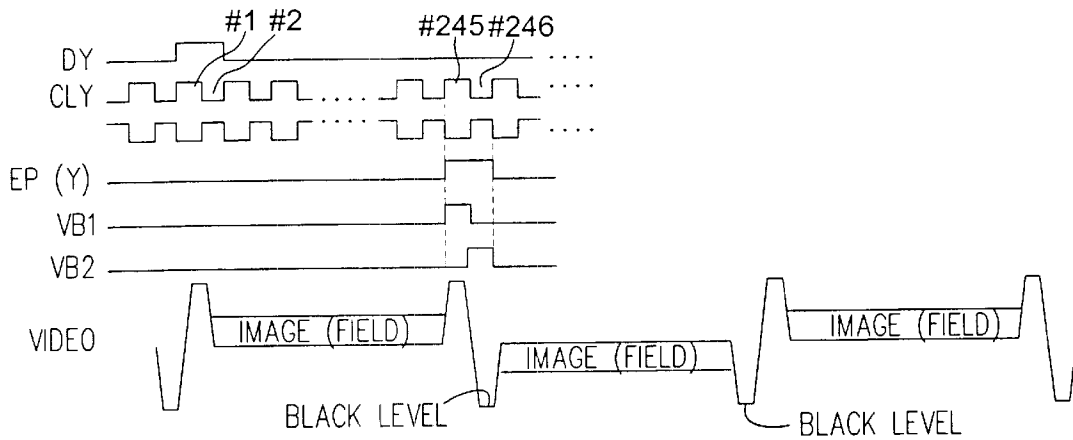 #1 #2 #245 #246
DY ....
CLY ..... ....
..... ....
EP (Y)
VB1
VB2
VIDEO IMAGE (FIELD) IMAGE (FIELD)
IMAGE (FIELD)
BLACK LEVEL BLACK LEVEL